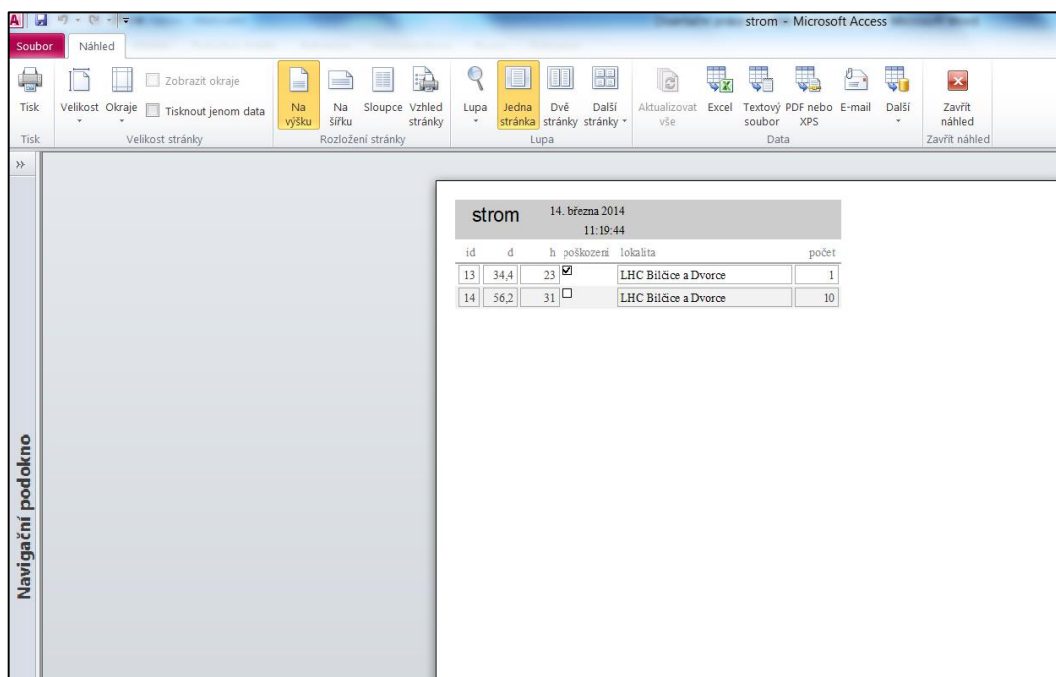 A
strom - Microsoft Access
Soubor Náhled
Zobrazit okraje
Tisknout jenom data
Tisk Velikost Okraje Na výšku Na šířku Sloupce Vzhled stránky Lupa Jedna stránka Dvě stránky Další stránky Aktualizovat vše Excel Textový soubor PDF nebo XPS E-mail Další Zavřít náhled
Tisk Velikost stránky Rozložení stránky Lupa Data Zavřít náhled
Navigační podokno
strom 14. března 2014
11:19:44
id d h poškozeni lokalita počet
13 34,4 23 LHC Bilčice a Dvorce 1
14 56,2 31 LHC Bilčice a Dvorce 10